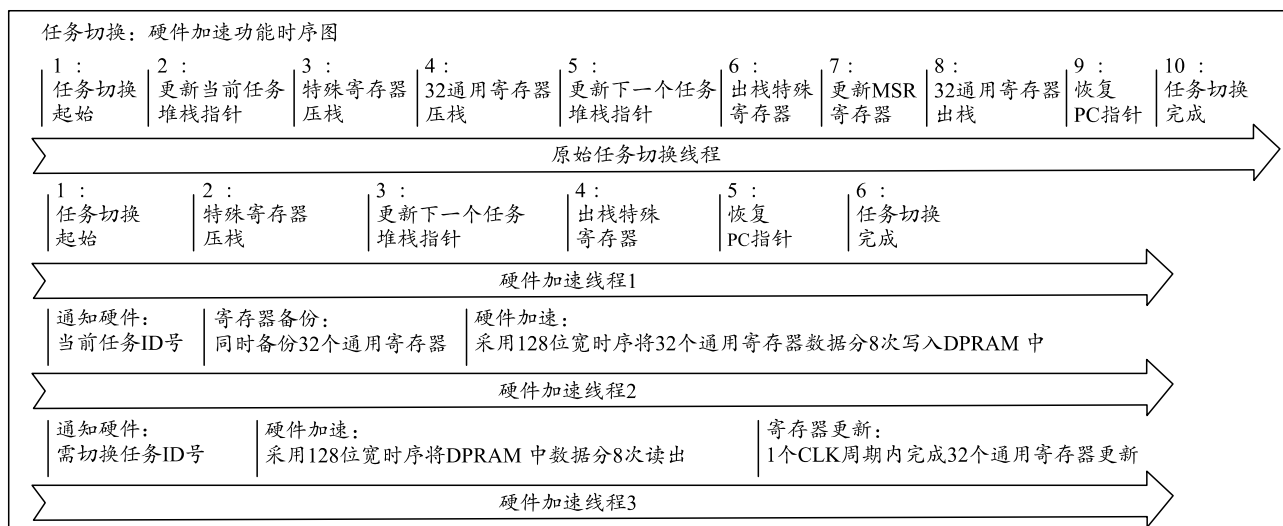 任务切换：硬件加速功能时序图
1： 2： 3： 4： 5： 6： 7： 8： 9： 10：
任务切换 更新当前任务 特殊寄存器 32通用寄存器 更新下一个任务 出栈特殊 更新MSR 32通用寄存器 恢复 任务切换
起始 堆栈指针 压栈 压栈 堆栈指针 寄存器 寄存器 出栈 PC指针 完成
原始任务切换线程
1： 2： 3： 4： 5： 6：
任务切换 特殊寄存器 更新下一个任务 出栈特殊 恢复 任务切换
起始 压栈 堆栈指针 寄存器 PC指针 完成
硬件加速线程1
通知硬件： 寄存器备份： 硬件加速：
当前任务ID号 同时备份32个通用寄存器 采用128位宽时序将32个通用寄存器数据分8次写入DPRAM 中
硬件加速线程2
通知硬件： 硬件加速： 寄存器更新：
需切换任务ID号 采用128位宽时序将DPRAM 中数据分8次读出 1个CLK周期内完成32个通用寄存器更新
硬件加速线程3